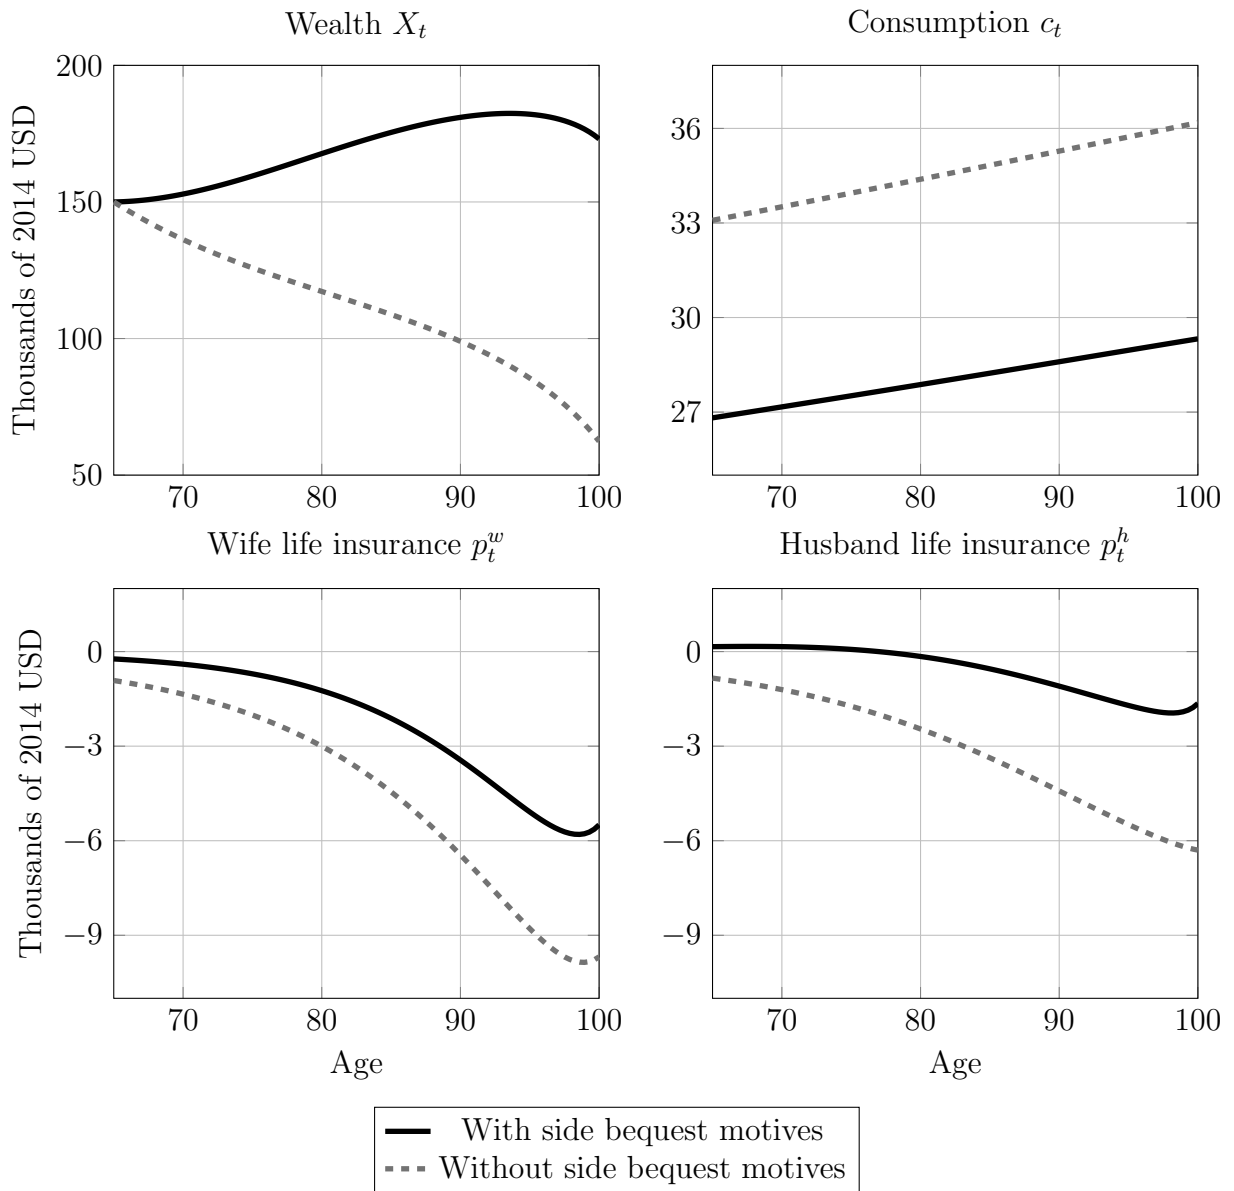 Wealth X_t
Consumption c_t
Thousands of 2014 USD
200
150
100
50
70 80 90 100
36
33
30
27
70 80 90 100
Wife life insurance p_t^w
Husband life insurance p_t^h
Thousands of 2014 USD
0
−3
−6
−9
70 80 90 100
Age
0
−3
−6
−9
70 80 90 100
Age
With side bequest motives
Without side bequest motives